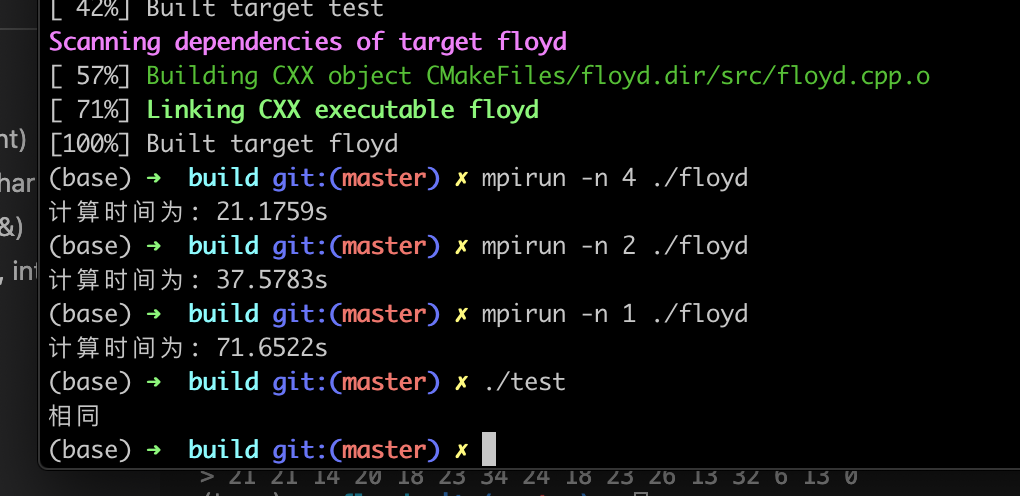 [ 42%] Built target test
Scanning dependencies of target floyd
[ 57%] Building CXX object CMakeFiles/floyd.dir/src/floyd.cpp.o
[ 71%] Linking CXX executable floyd
[100%] Built target floyd
nt)
(base) → build git:(master) ✗ mpirun -n 4 ./floyd
har
计算时间为: 21.1759s
&)
(base) → build git:(master) ✗ mpirun -n 2 ./floyd
, int
计算时间为: 37.5783s
(base) → build git:(master) ✗ mpirun -n 1 ./floyd
计算时间为: 71.6522s
(base) → build git:(master) ✗ ./test
相同
(base) → build git:(master) ✗
> 21 21 14 20 18 23 34 24 18 23 26 13 32 6 13 0